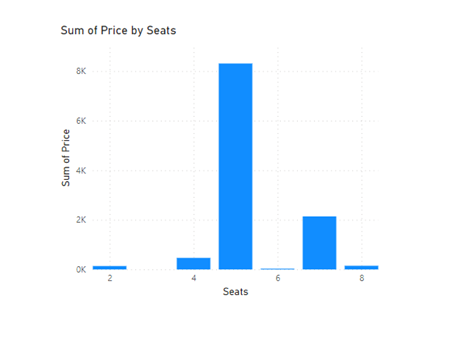 Sum of Price by Seats
8K
6K
4K
2K
0K
Sum of Price
2 4 6 8
Seats